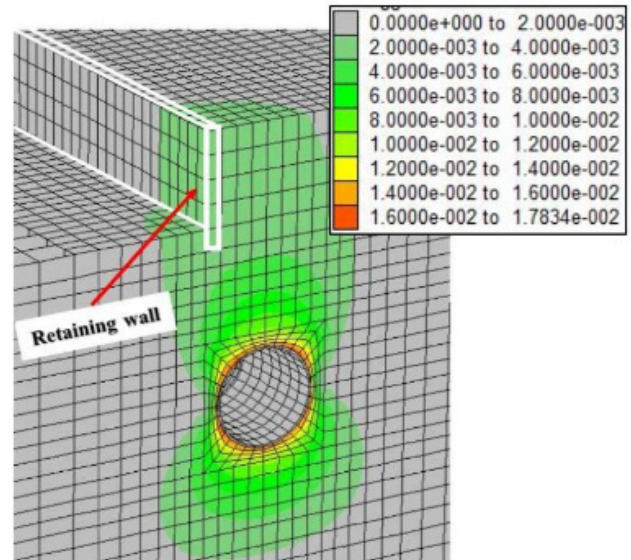 0.0000e+000 to 2.0000e-003
2.0000e-003 to 4.0000e-003
4.0000e-003 to 6.0000e-003
6.0000e-003 to 8.0000e-003
8.0000e-003 to 1.0000e-002
1.0000e-002 to 1.2000e-002
1.2000e-002 to 1.4000e-002
1.4000e-002 to 1.6000e-002
1.6000e-002 to 1.7834e-002
Retaining wall